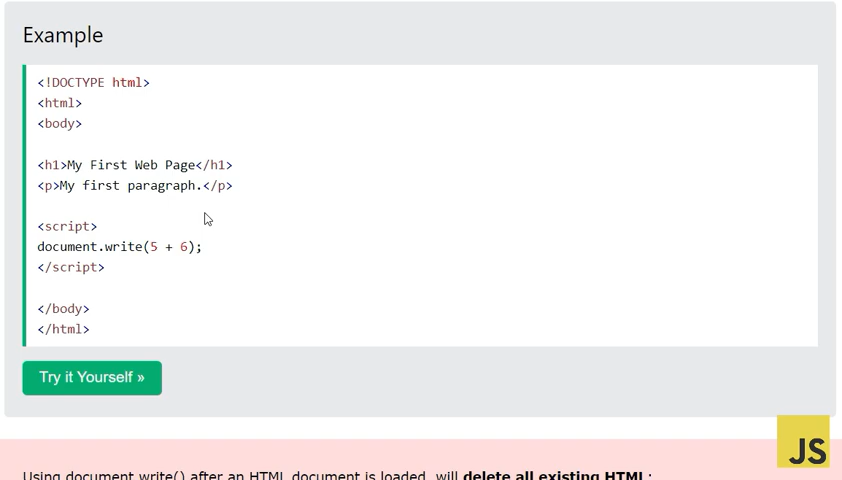 Example
<!DOCTYPE html>
<html>
<body>
<h1>My First Web Page</h1>
<p>My first paragraph.</p>
<script>
document.write(5 + 6);
</script>
</body>
</html>
Try it Yourself »
JS
Using document.write() after an HTML document is loaded, will delete all existing HTML: